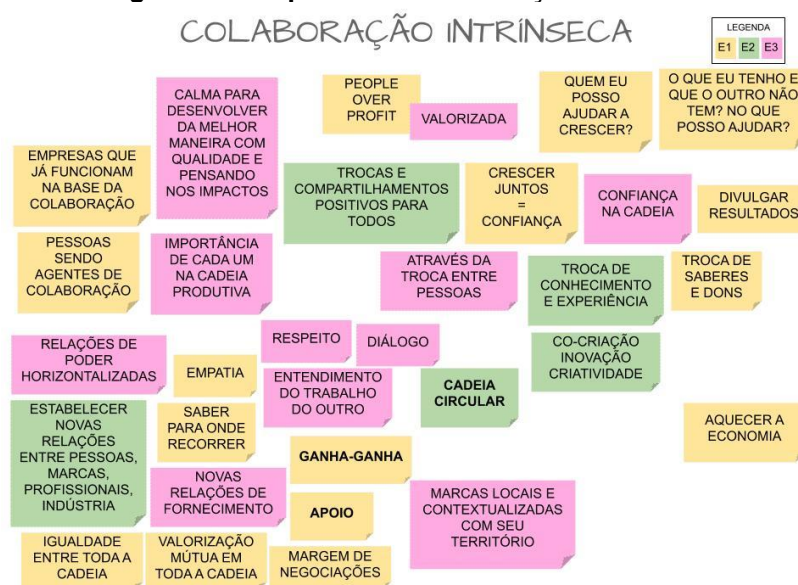 COLABORAÇÃO INTRÍNSECA
LEGENDA
E1 E2 E3
CALMA PARA
DESENVOLVER
DA MELHOR
MANEIRA COM
QUALIDADE E
PENSANDO
NOS IMPACTOS
PEOPLE
OVER
PROFIT
VALORIZADA
QUEM EU
POSSO
AJUDAR A
CRESCER?
O QUE EU TENHO E
QUE O OUTRO NÃO
TEM? NO QUE
POSSO AJUDAR?
EMPRESAS QUE
JÁ FUNCIONAM
NA BASE DA
COLABORAÇÃO
TROCAS E
COMPARTILHAMENTOS
POSITIVOS PARA
TODOS
CRESCER
JUNTOS
=
CONFIANÇA
CONFIANÇA
NA CADEIA
DIVULGAR
RESULTADOS
PESSOAS
SENDO
AGENTES DE
COLABORAÇÃO
IMPORTÂNCIA
DE CADA UM
NA CADEIA
PRODUTIVA
ATRAVÉS DA
TROCA ENTRE
PESSOAS
TROCA DE
CONHECIMENTO
E EXPERIÊNCIA
TROCA DE
SABERES
E DONS
RELAÇÕES DE
PODER
HORIZONTALIZADAS
EMPATIA
RESPEITO
DIÁLOGO
ENTENDIMENTO
DO TRABALHO
DO OUTRO
CADEIA
CIRCULAR
CO-CRIAÇÃO
INOVAÇÃO
CRIATIVIDADE
ESTABELECER
NOVAS
RELAÇÕES
ENTRE PESSOAS,
MARCAS,
PROFISSIONAIS,
INDÚSTRIA
SABER
PARA ONDE
RECORRER
GANHA-GANHA
AQUECER A
ECONOMIA
NOVAS
RELAÇÕES DE
FORNECIMENTO
APOIO
MARCAS LOCAIS E
CONTEXTUALIZADAS
COM SEU
TERRITÓRIO
IGUALDADE
ENTRE TODA A
CADEIA
VALORIZAÇÃO
MÚTUA EM
TODA A CADEIA
MARGEM DE
NEGOCIAÇÕES